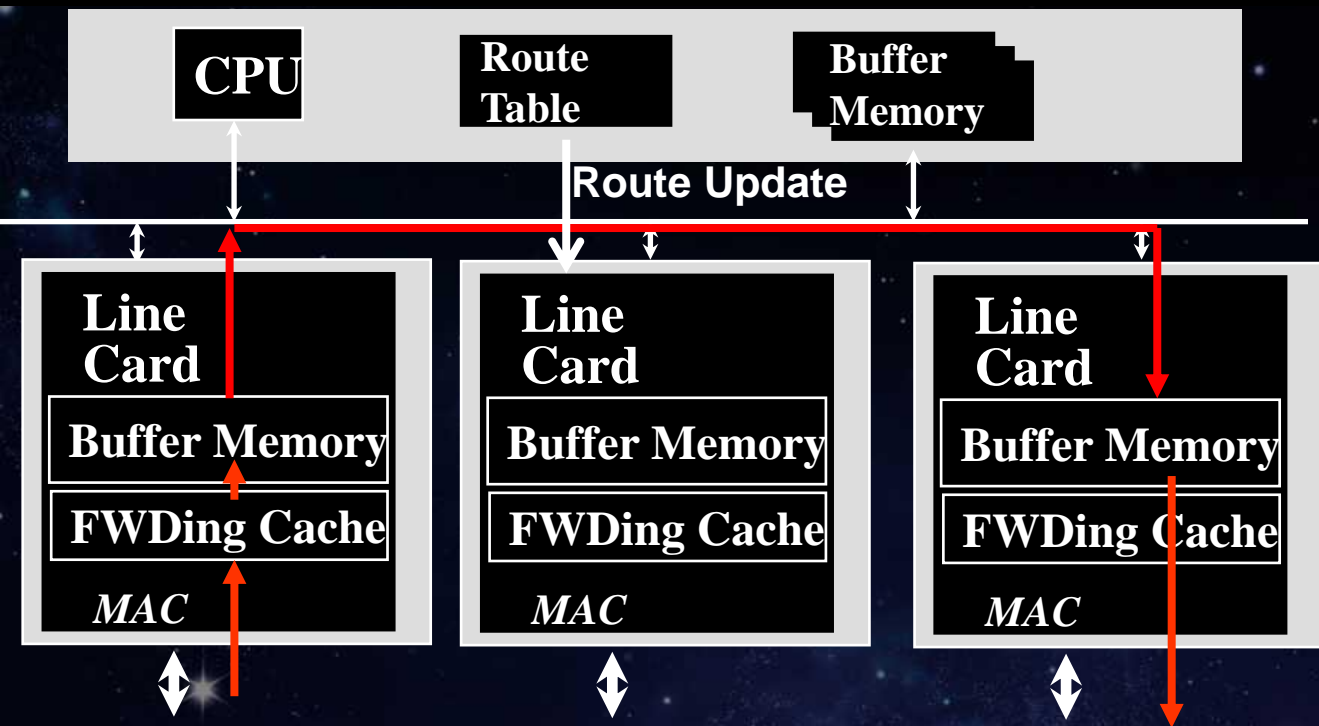 CPU
Route
Table
Buffer
Memory
Route Update
Line
Card
Buffer Memory
FWDing Cache
MAC
Line
Card
Buffer Memory
FWDing Cache
MAC
Line
Card
Buffer Memory
FWDing Cache
MAC